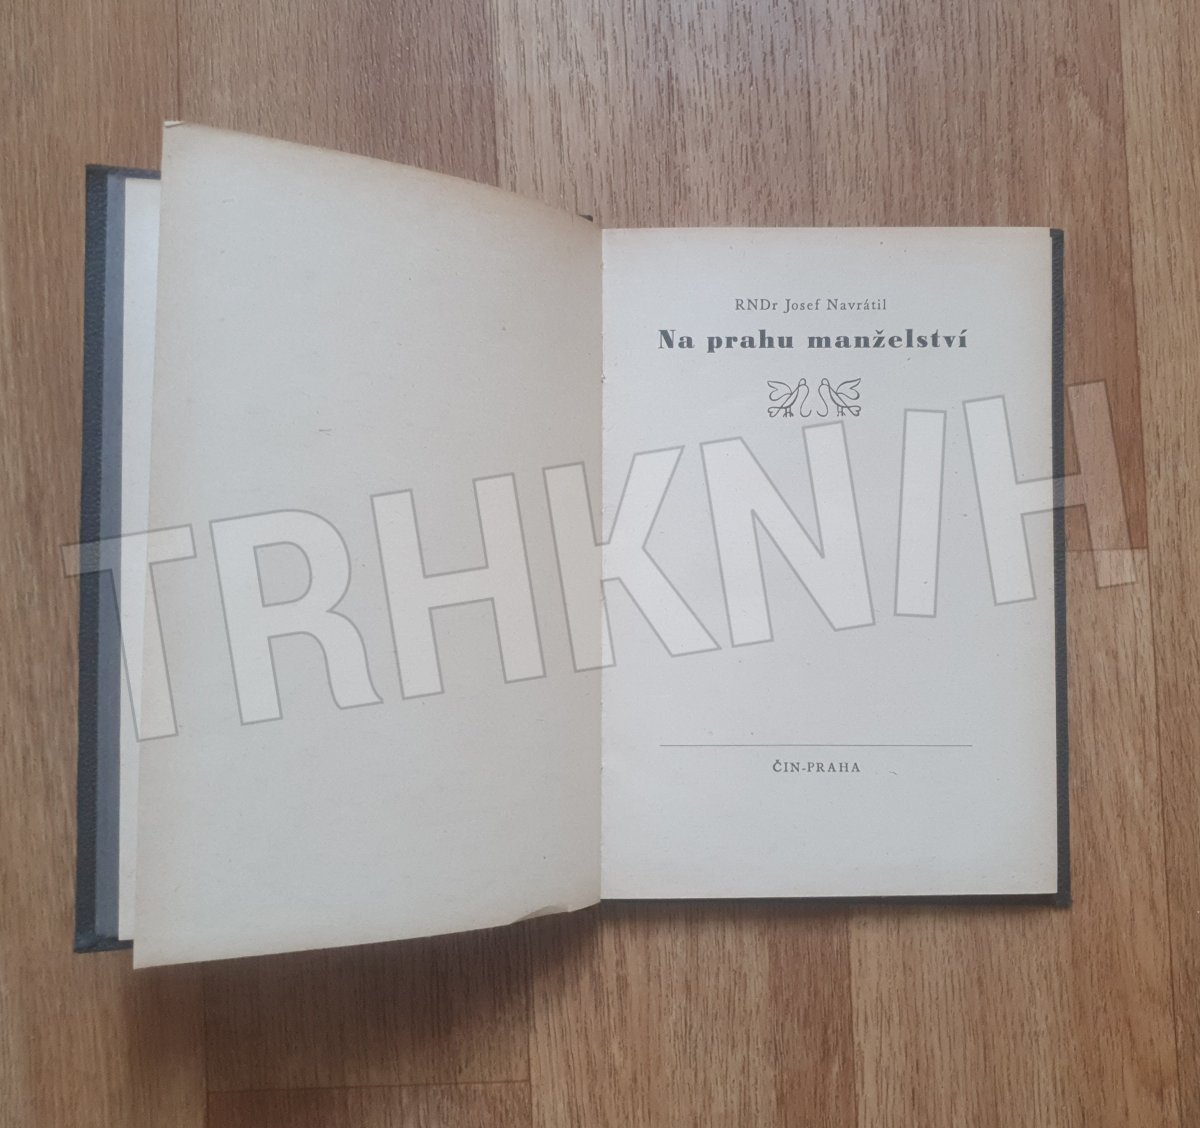 RNDr Josef Navrátil
Na prahu manželství
TRHKNIH
ČIN-PRAHA